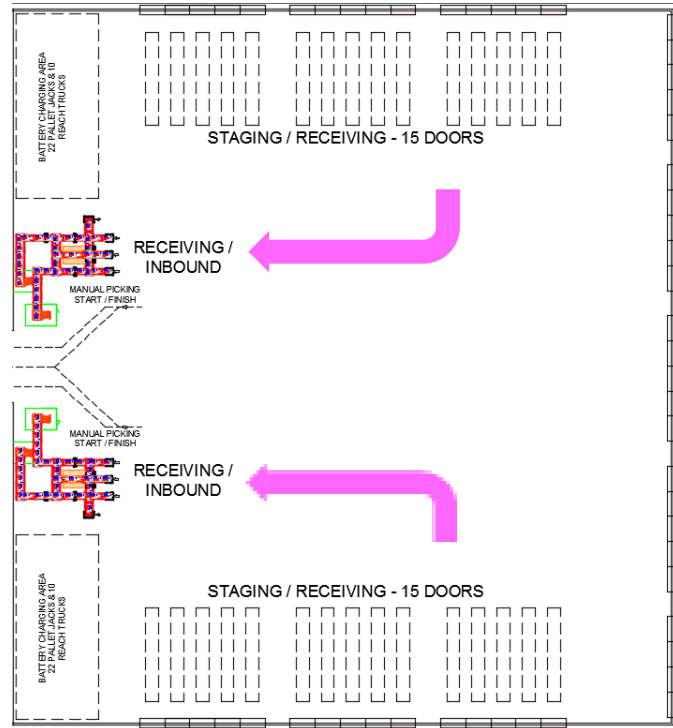 BATTERY CHARGING AREA
22 PALLET JACKS & 10
REACH TRUCKS
STAGING / RECEIVING - 15 DOORS
RECEIVING /
INBOUND
MANUAL PICKING
START / FINISH
MANUAL PICKING
START / FINISH
RECEIVING /
INBOUND
BATTERY CHARGING AREA
22 PALLET JACKS & 10
REACH TRUCKS
STAGING / RECEIVING - 15 DOORS